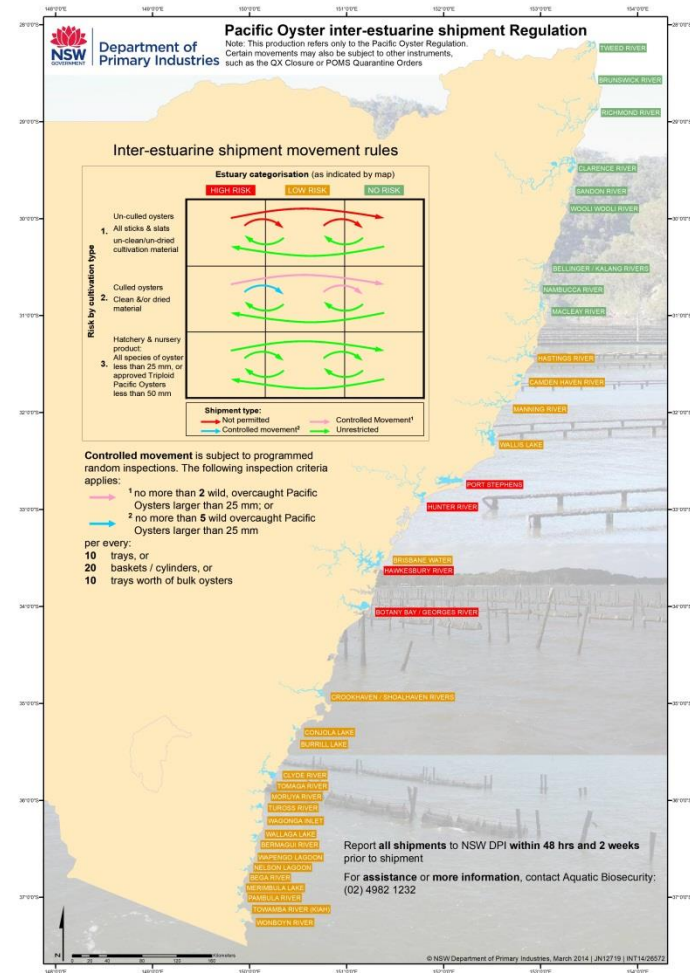 Pacific Oyster inter-estuarine shipment Regulation
Note: This production refers only to the Pacific Oyster Regulation.
Certain movements may also be subject to other instruments,
such as the QX Closure or POMS Quarantine Orders
NSW
GOVERNMENT
Department of
Primary Industries
Inter-estuarine shipment movement rules
Estuary categorisation (as indicated by map)
HIGH RISK
LOW RISK
NO RISK
Risk by cultivation type
1.
Un-culled oysters
All sticks & slats
un-clean/un-dried
cultivation material
2.
Culled oysters
Clean &/or dried
material
3.
Hatchery & nursery
product:
All species of oyster
less than 25 mm, or
approved Triploid
Pacific Oysters
less than 50 mm
Shipment type:
Not permitted
Controlled Movement¹
Controlled movement²
Unrestricted
Controlled movement is subject to programmed
random inspections. The following inspection criteria
applies:
¹ no more than 2 wild, overcaught Pacific
Oysters larger than 25 mm; or
² no more than 5 wild overcaught Pacific
Oysters larger than 25 mm
per every:
10 trays, or
20 baskets / cylinders, or
10 trays worth of bulk oysters
TWEED RIVER
BRUNSWICK RIVER
RICHMOND RIVER
CLARENCE RIVER
SANDON RIVER
WOOLI WOOLI RIVER
BELLINGER / KALANG RIVERS
NAMBUCCA RIVER
MACLEAY RIVER
HASTINGS RIVER
CAMDEN HAVEN RIVER
MANNING RIVER
WALLIS LAKE
PORT STEPHENS
HUNTER RIVER
BRISBANE WATER
HAWKESBURY RIVER
BOTANY BAY / GEORGES RIVER
CROOKHAVEN / SHOALHAVEN RIVERS
CONJOLA LAKE
BURRILL LAKE
CLYDE RIVER
TOMAGA RIVER
MORUYA RIVER
TUROSS RIVER
WAGONGA INLET
WALLAGA LAKE
BERMAGUI RIVER
WAPENGO LAGOON
NELSON LAGOON
BEGA RIVER
MERIMBULA LAKE
PAMBULA RIVER
TOWAMBA RIVER (KIAH)
WONBOYN RIVER
Report all shipments to NSW DPI within 48 hrs and 2 weeks
prior to shipment
For assistance or more information, contact Aquatic Biosecurity:
(02) 4982 1232
N
0 20 40 80 120 160
Kilometers
© NSW Department of Primary Industries, March 2014 | JN12719 | INT14/26572